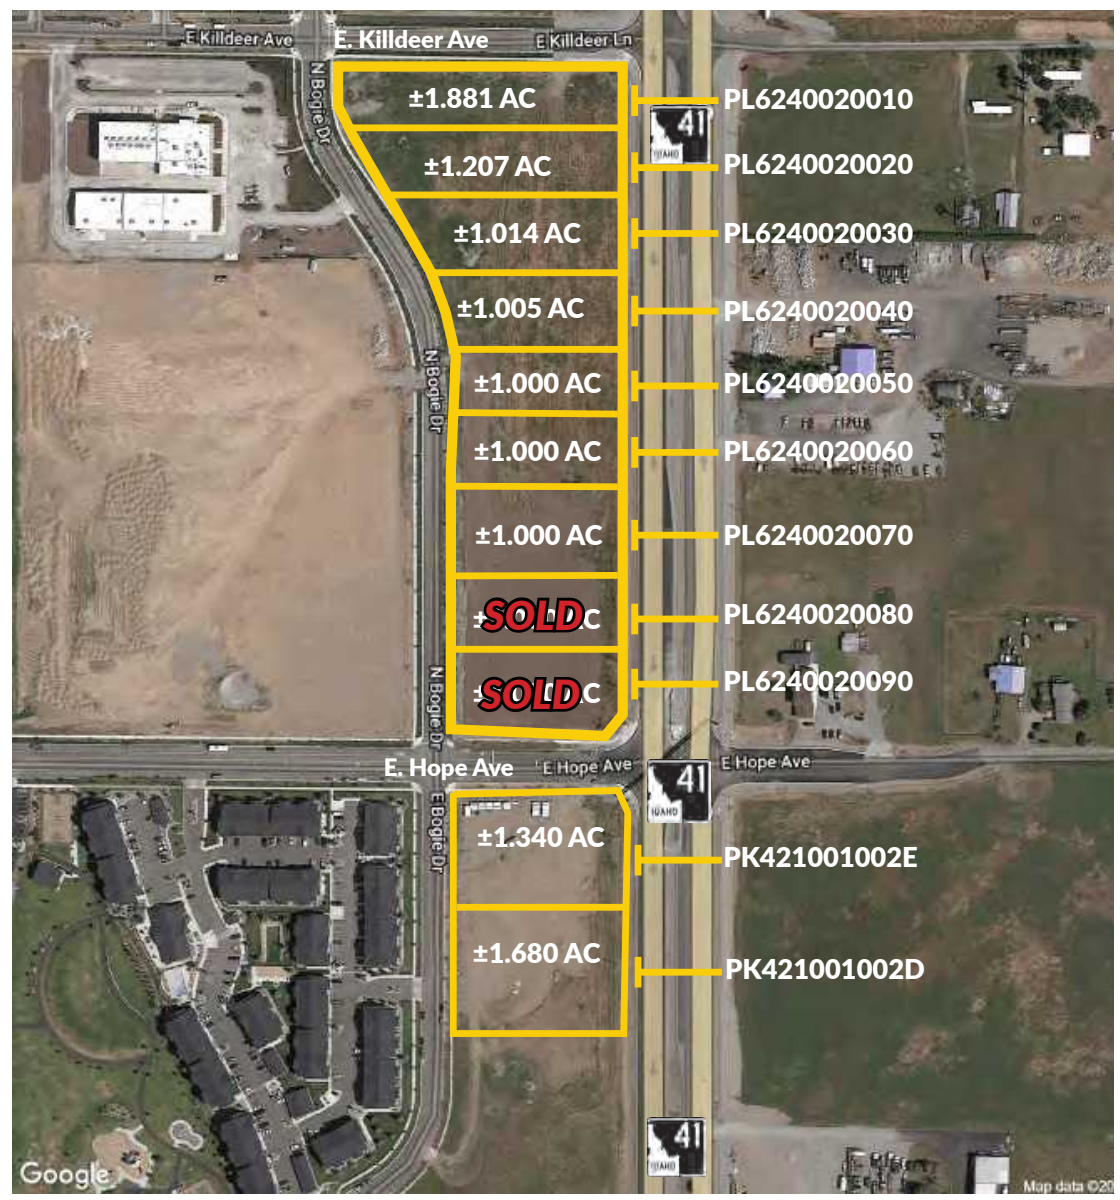 E Killdeer Ave
E. Killdeer Ave
E Killdeer Ln
N Bogie Dr
±1.881 AC
PL6240020010
41
IDAHO
±1.207 AC
PL6240020020
±1.014 AC
PL6240020030
±1.005 AC
PL6240020040
N Bogie Dr
±1.000 AC
PL6240020050
±1.000 AC
PL6240020060
±1.000 AC
PL6240020070
SOLD
PL6240020080
SOLD
PL6240020090
N Bogie Dr
E. Hope Ave
E Hope Ave
E Hope Ave
41
IDAHO
E Bogie Dr
±1.340 AC
PK421001002E
±1.680 AC
PK421001002D
41
IDAHO
Google
Map data ©20